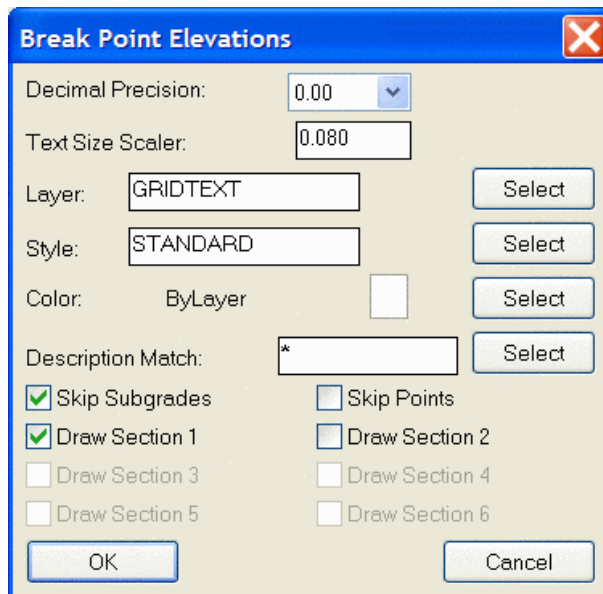 Break Point Elevations
Decimal Precision: 0.00
Text Size Scaler: 0.080
Layer: GRIDTEXT Select
Style: STANDARD Select
Color: ByLayer Select
Description Match: * Select
Skip Subgrades Skip Points
Draw Section 1 Draw Section 2
Draw Section 3 Draw Section 4
Draw Section 5 Draw Section 6
OK Cancel